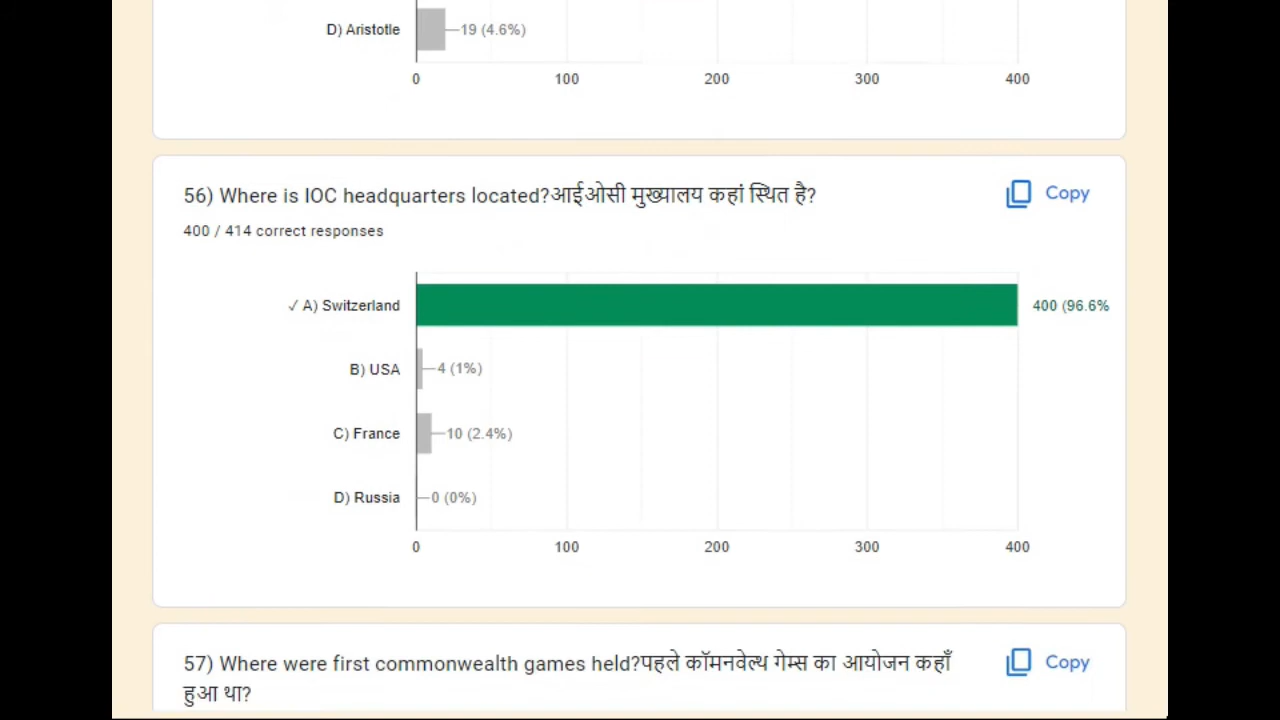 D) Aristotle 19 (4.6%)
0 100 200 300 400
56) Where is IOC headquarters located?आईओसी मुख्यालय कहां स्थित है? Copy
400 / 414 correct responses
✓ A) Switzerland 400 (96.6%
B) USA 4 (1%)
C) France 10 (2.4%)
D) Russia 0 (0%)
0 100 200 300 400
57) Where were first commonwealth games held?पहले कॉमनवेल्थ गेम्स का आयोजन कहाँ Copy
हुआ था?